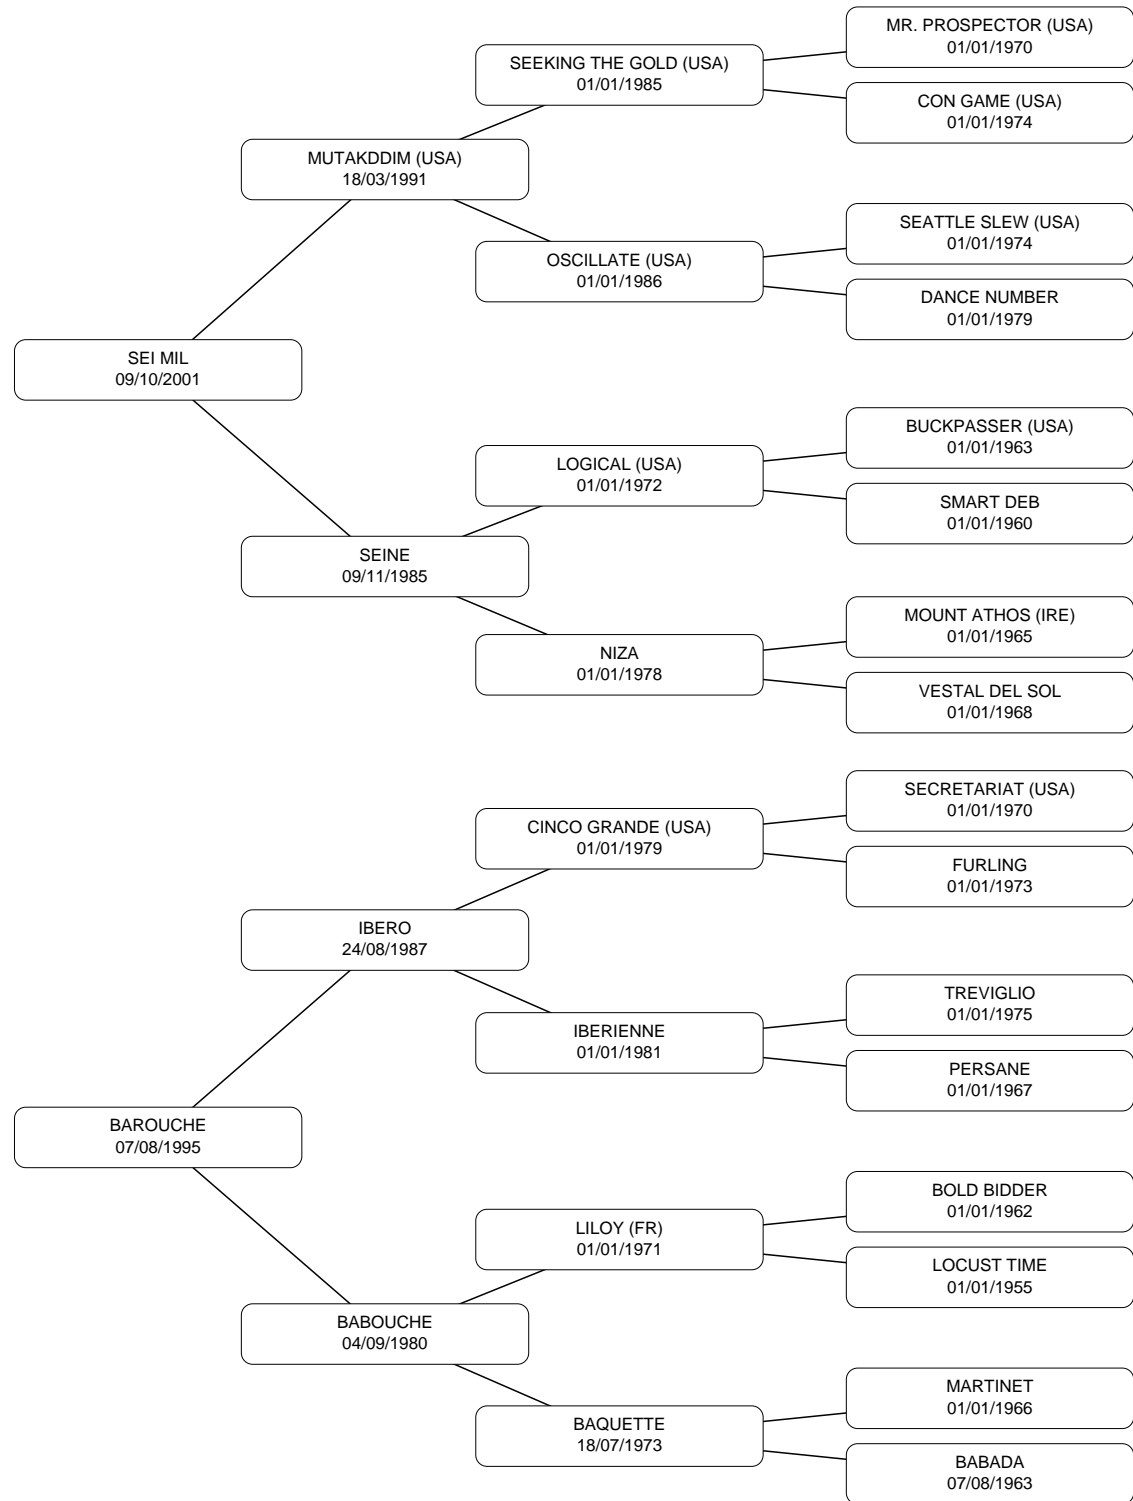 MR. PROSPECTOR (USA)
01/01/1970
SEEKING THE GOLD (USA)
01/01/1985
CON GAME (USA)
01/01/1974
MUTAKDDIM (USA)
18/03/1991
SEATTLE SLEW (USA)
01/01/1974
OSCILLATE (USA)
01/01/1986
DANCE NUMBER
01/01/1979
SEI MIL
09/10/2001
BUCKPASSER (USA)
01/01/1963
LOGICAL (USA)
01/01/1972
SMART DEB
01/01/1960
SEINE
09/11/1985
MOUNT ATHOS (IRE)
01/01/1965
NIZA
01/01/1978
VESTAL DEL SOL
01/01/1968
SECRETARIAT (USA)
01/01/1970
CINCO GRANDE (USA)
01/01/1979
FURLING
01/01/1973
IBERO
24/08/1987
TREVIGLIO
01/01/1975
IBERIENNE
01/01/1981
PERSANE
01/01/1967
BAROUCHE
07/08/1995
BOLD BIDDER
01/01/1962
LILOY (FR)
01/01/1971
LOCUST TIME
01/01/1955
BABOUCHE
04/09/1980
MARTINET
01/01/1966
BAQUETTE
18/07/1973
BABADA
07/08/1963